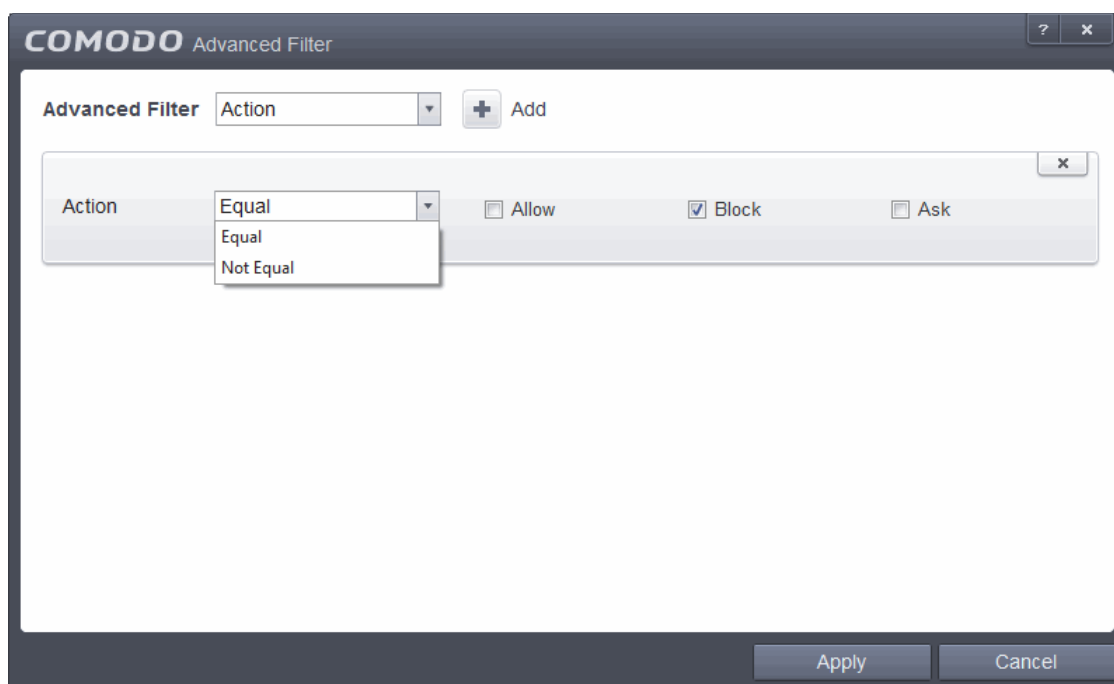 COMODO Advanced Filter
?
x
Advanced Filter Action + Add
x
Action Equal Allow Block Ask
Equal
Not Equal
Apply Cancel